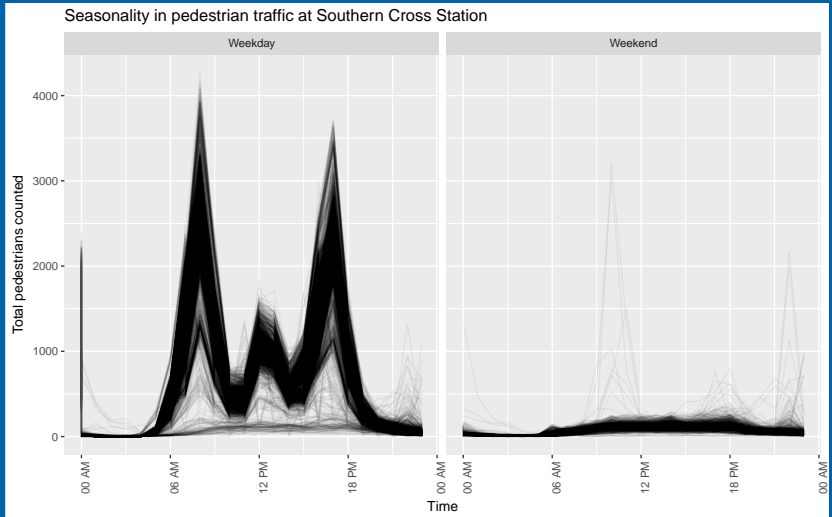 Seasonality in pedestrian traffic at Southern Cross Station
Weekday
Weekend
Total pedestrians counted
4000
3000
2000
1000
0
00 AM
06 AM
12 PM
18 PM
00 AM
00 AM
06 AM
12 PM
18 PM
00 AM
Time